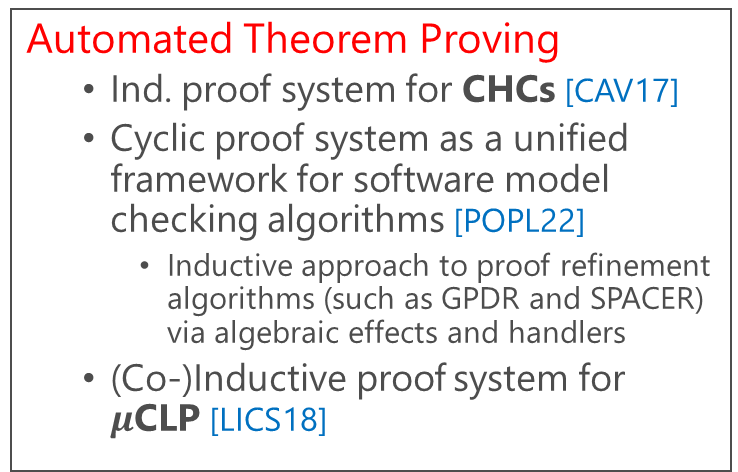 Automated Theorem Proving
• Ind. proof system for CHCs [CAV17]
• Cyclic proof system as a unified
framework for software model
checking algorithms [POPL22]
• Inductive approach to proof refinement
algorithms (such as GPDR and SPACER)
via algebraic effects and handlers
• (Co-)Inductive proof system for
𝝁CLP [LICS18]